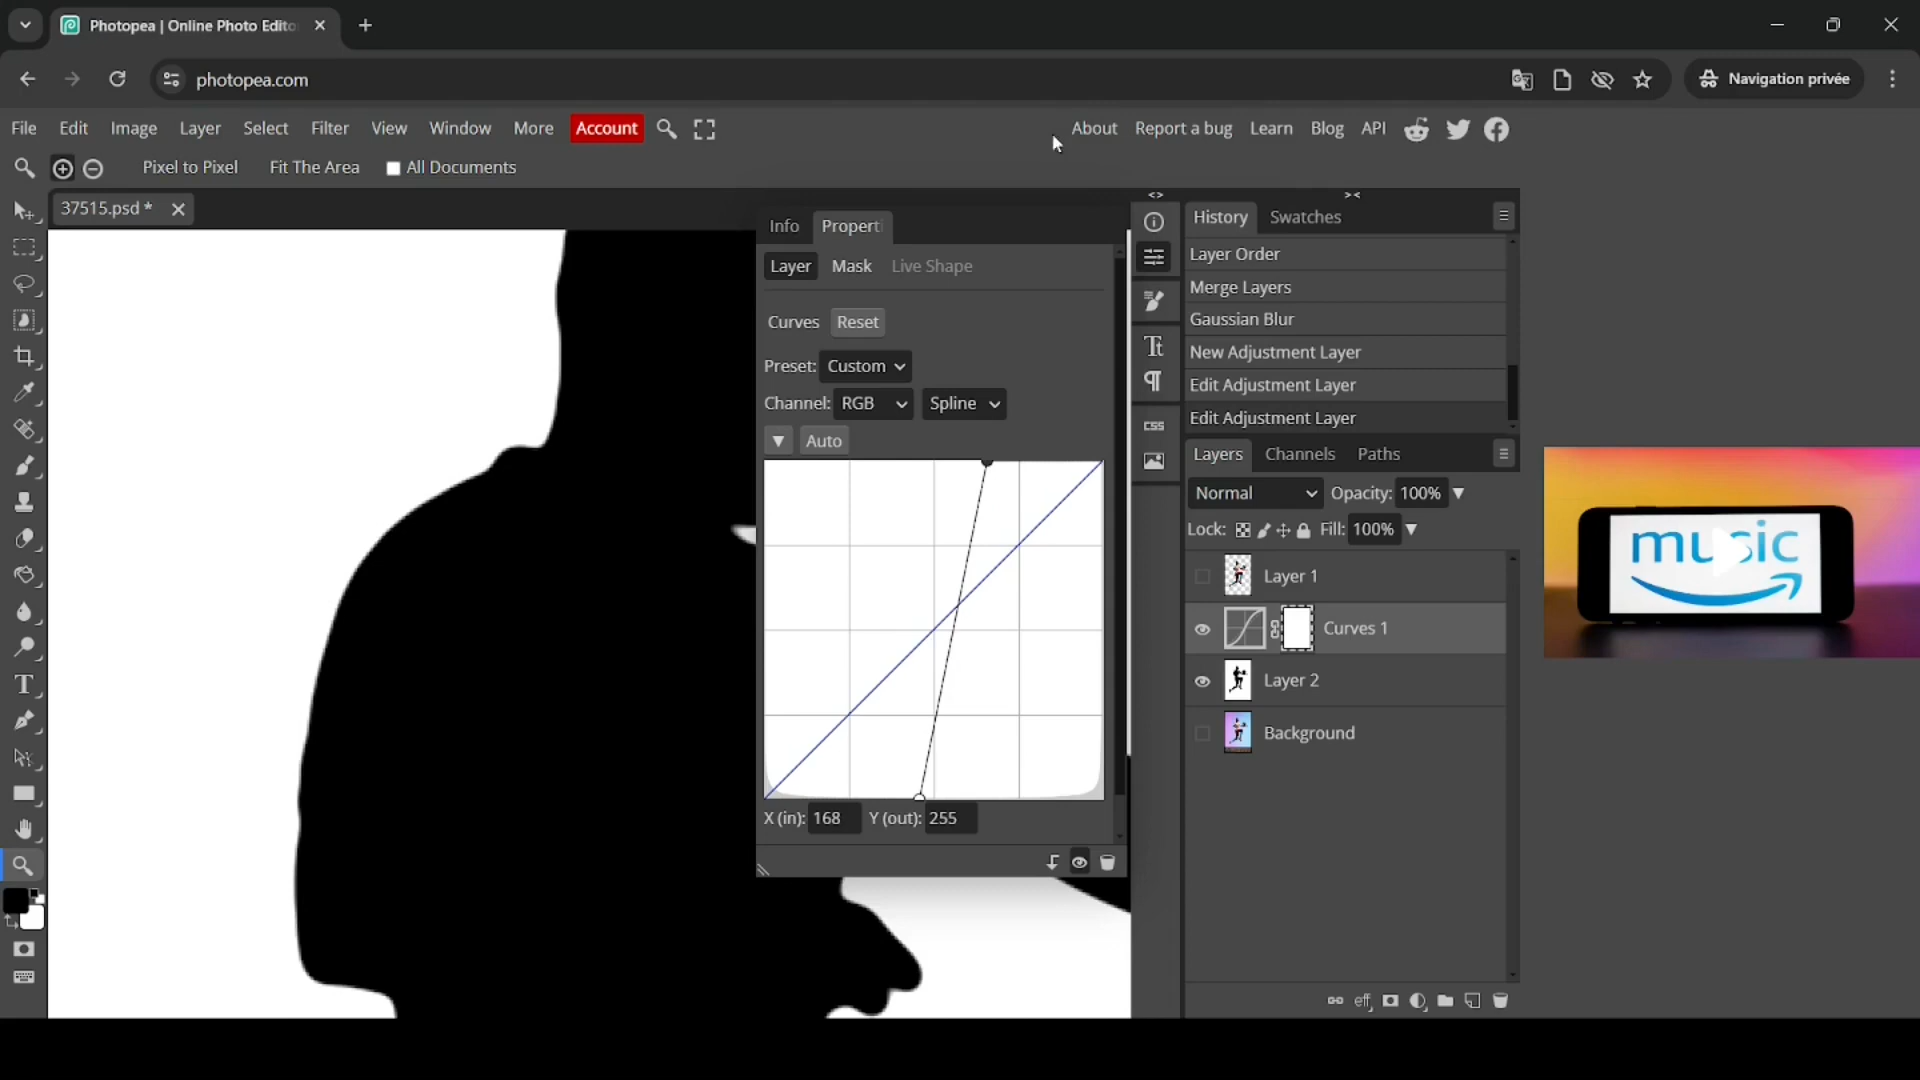 Photopea | Online Photo Edito
photopea.com
Navigation privée
File Edit Image Layer Select Filter View Window More Account
About Report a bug Learn Blog API
Pixel to Pixel Fit The Area All Documents
37515.psd *
Info Properti
Layer Mask Live Shape
Curves Reset
Preset: Custom
Channel: RGB Spline
Auto
X (in): 168 Y (out): 255
Tt
CSS
History Swatches
Layer Order
Merge Layers
Gaussian Blur
New Adjustment Layer
Edit Adjustment Layer
Edit Adjustment Layer
Layers Channels Paths
Normal Opacity: 100%
Lock: Fill: 100%
Layer 1
Curves 1
Layer 2
Background
eff
music